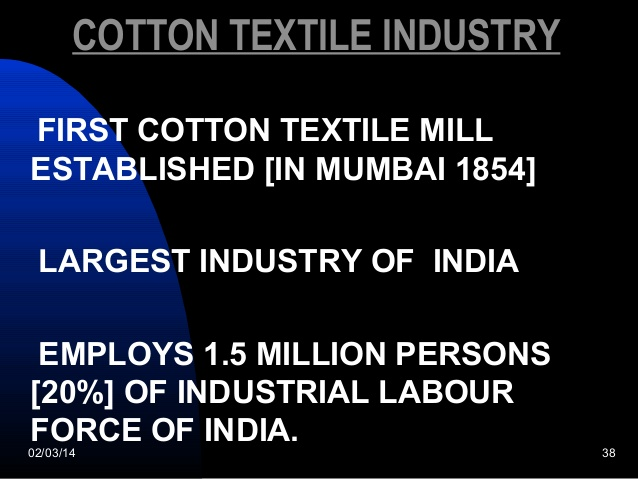 COTTON TEXTILE INDUSTRY
FIRST COTTON TEXTILE MILL
ESTABLISHED [IN MUMBAI 1854]
LARGEST INDUSTRY OF INDIA
EMPLOYS 1.5 MILLION PERSONS
[20%] OF INDUSTRIAL LABOUR
FORCE OF INDIA.
02/03/14 38